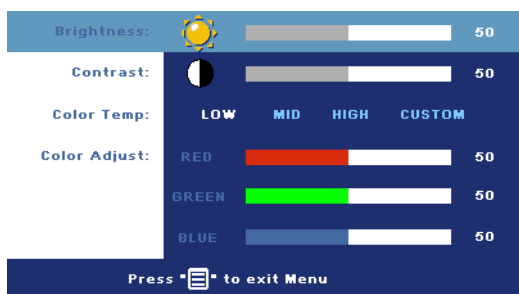 Brightness: 50
Contrast: 50
Color Temp: LOW MID HIGH CUSTOM
Color Adjust: RED 50
GREEN 50
BLUE 50
Press "" to exit Menu